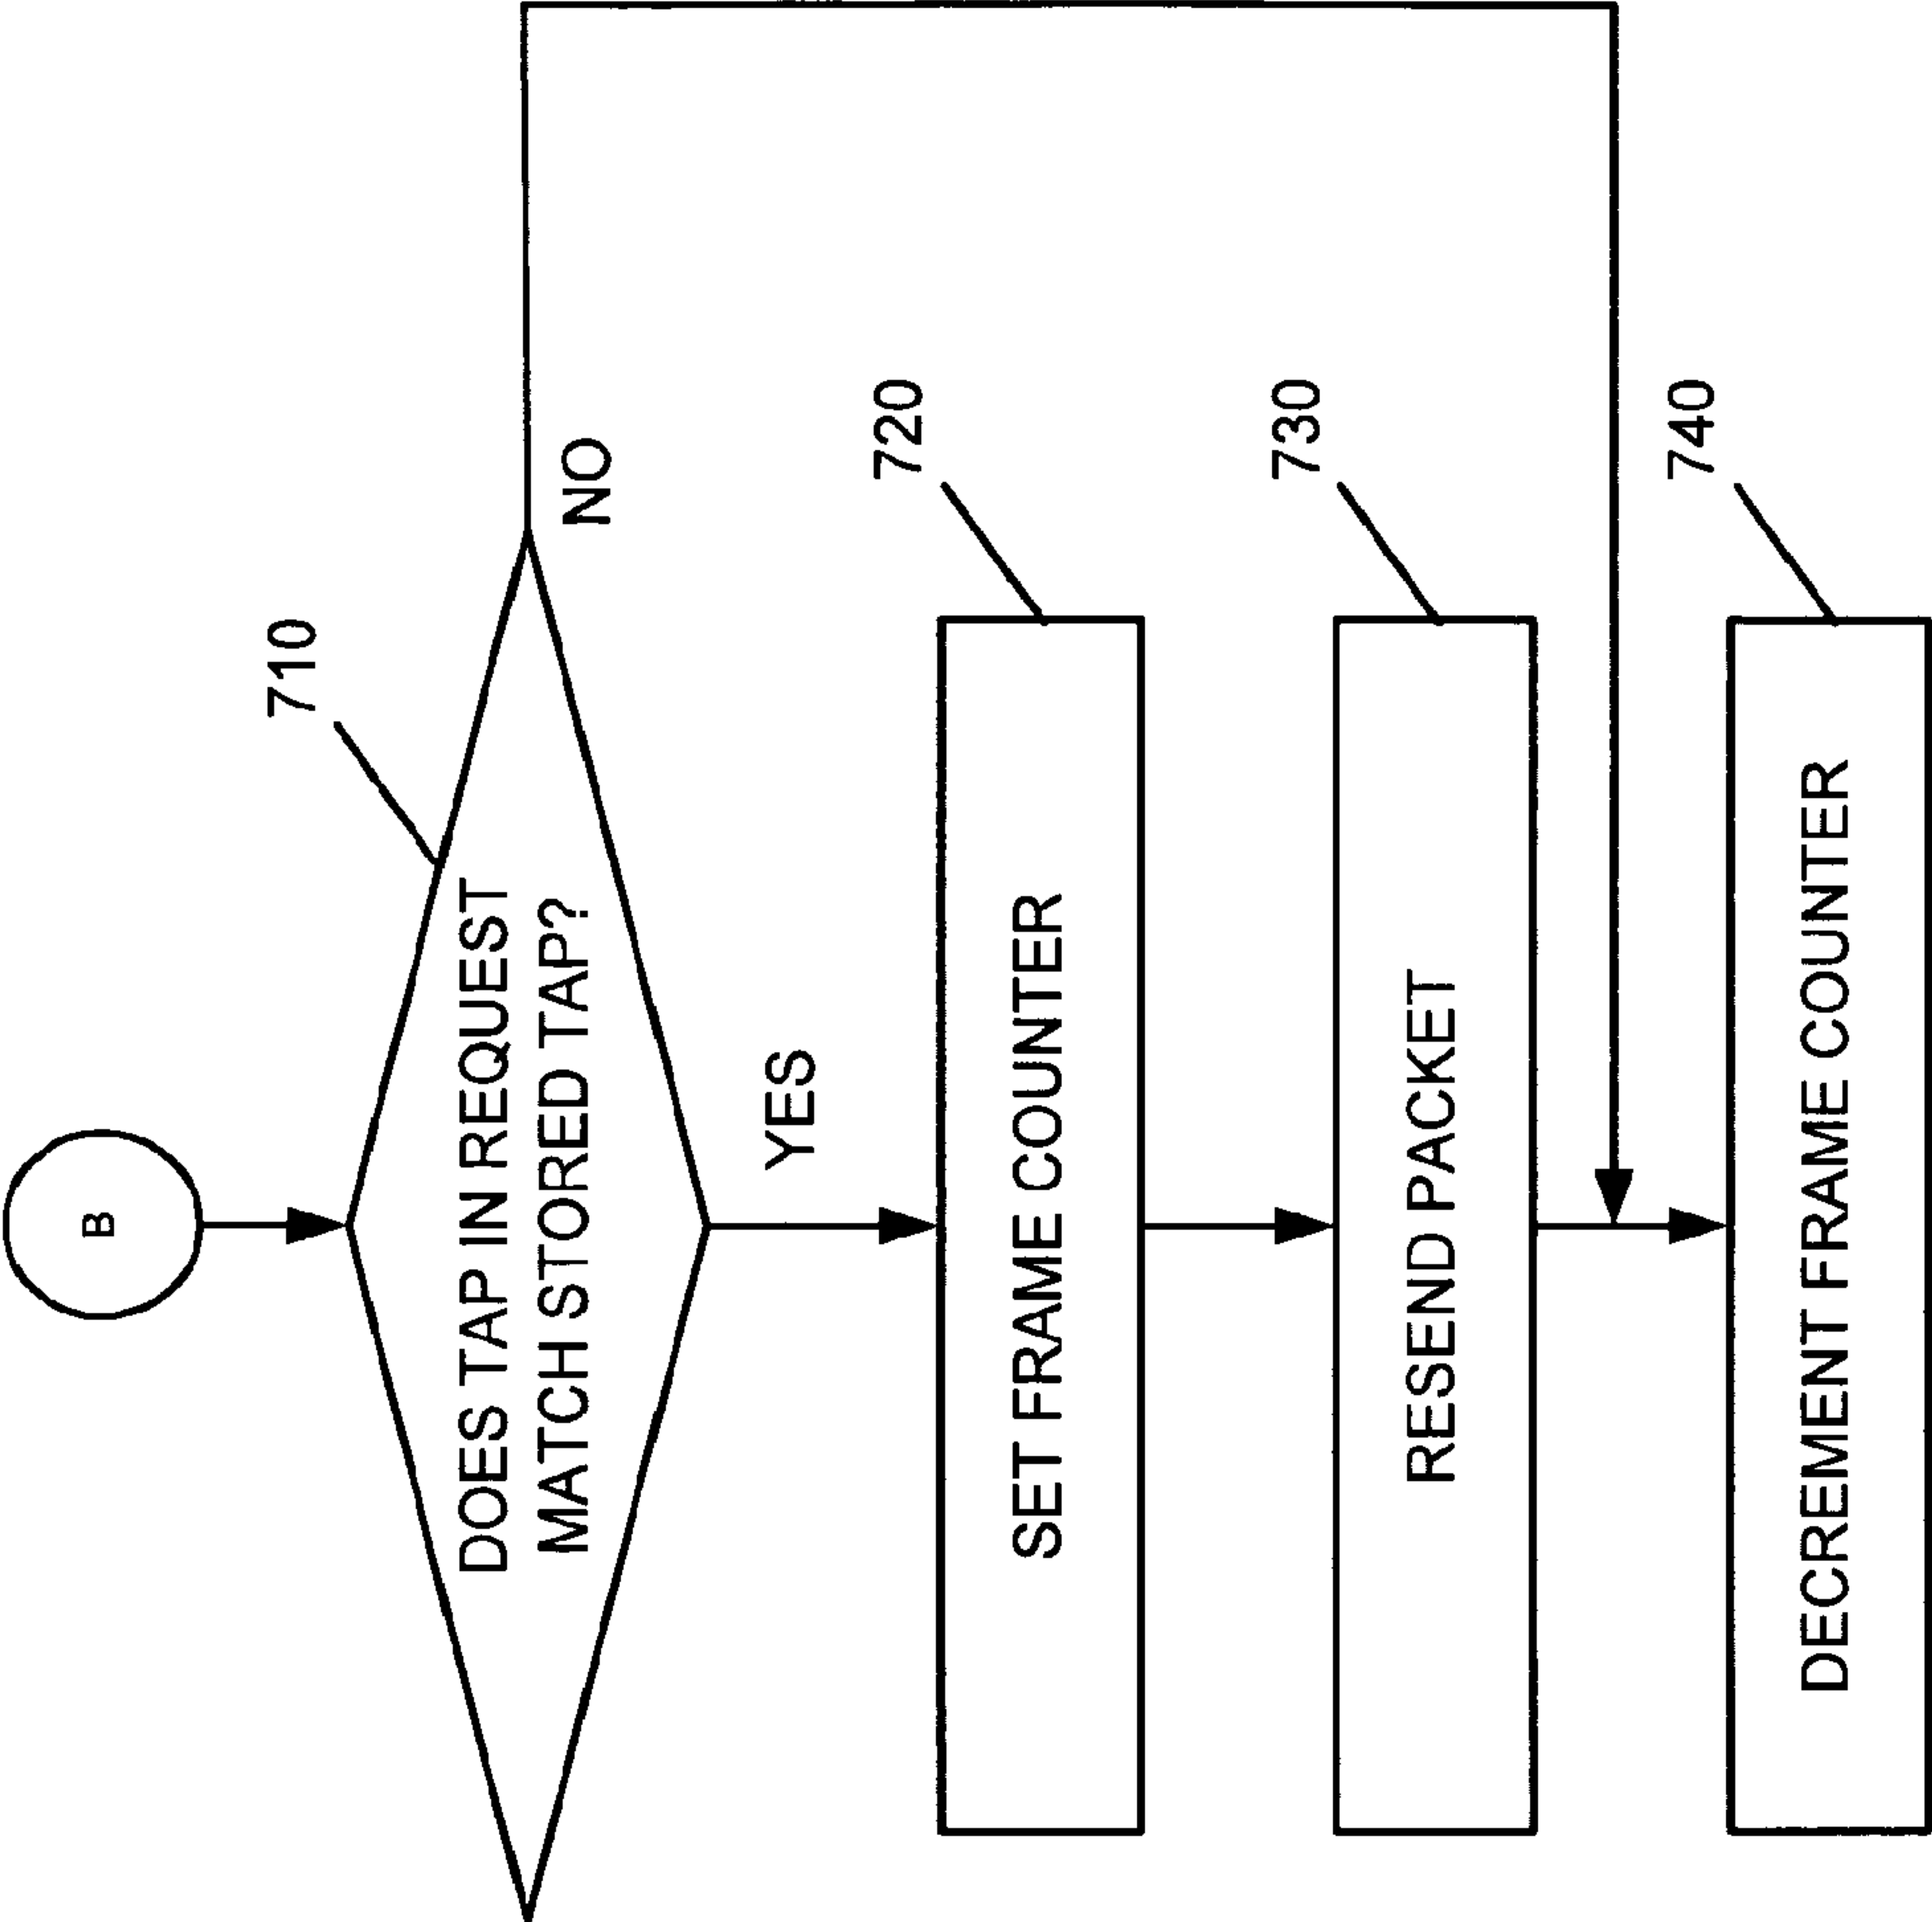 B
710
DOES TAP IN REQUEST
MATCH STORED TAP?
NO
YES
720
SET FRAME COUNTER
730
RESEND PACKET
740
DECREMENT FRAME COUNTER